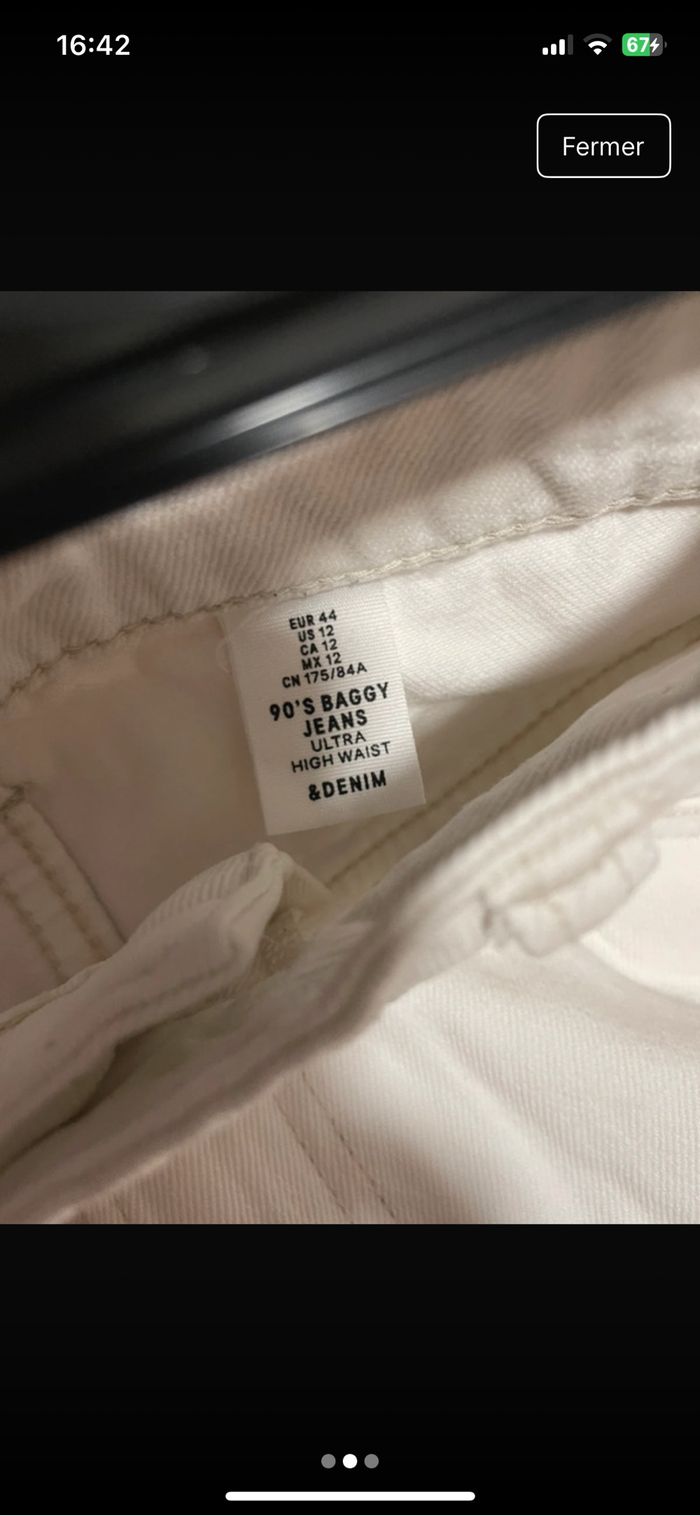 16:42
67
Fermer
EUR 44
US 12
CA 12
MX 12
CN 175/84A
90'S BAGGY
JEANS
ULTRA
HIGH WAIST
&DENIM